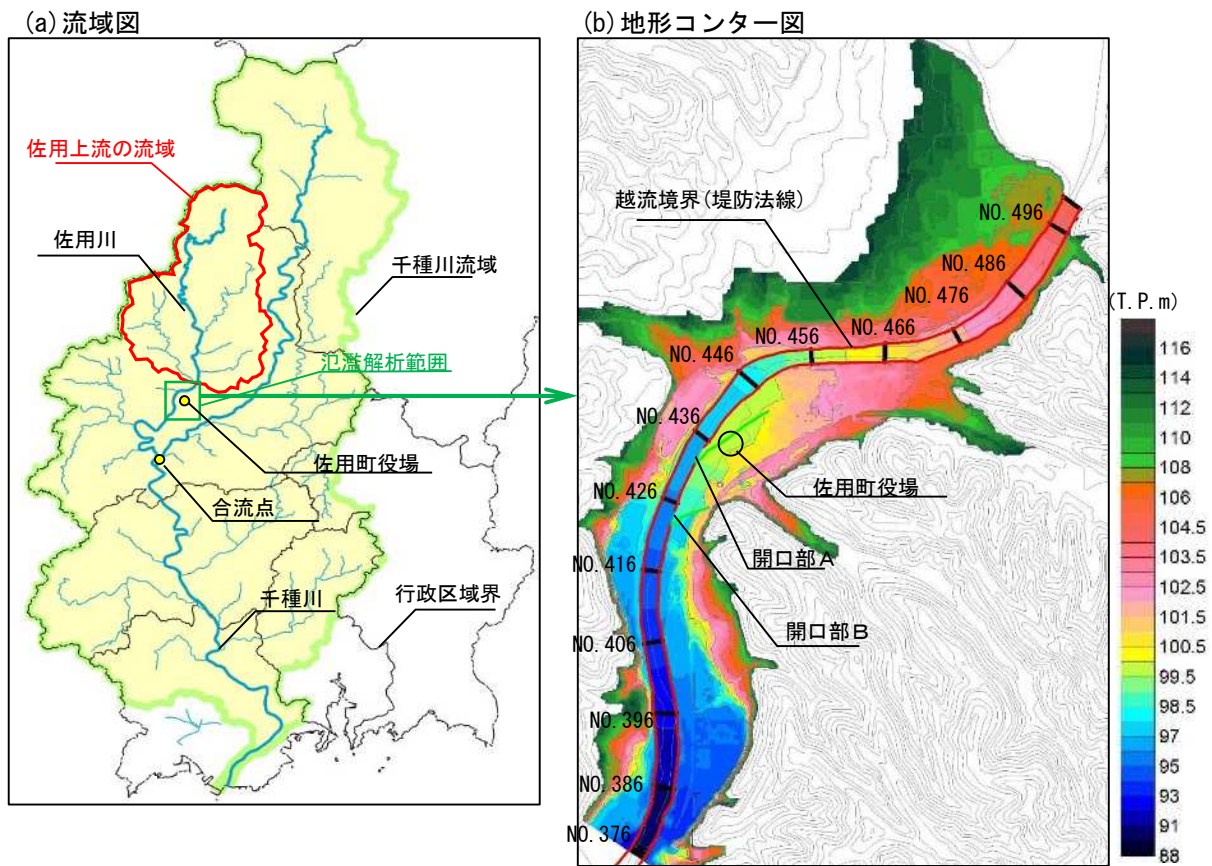 (a)流域図
佐用上流の流域
佐用川
千種川流域
氾濫解析範囲
佐用町役場
合流点
千種川
行政区域界
(b)地形コンター図
越流境界(堤防法線)
NO.496
NO.486
NO.476
NO.466
NO.456
NO.446
NO.436
NO.426
NO.416
NO.406
NO.396
NO.386
NO.376
佐用町役場
開口部A
開口部B
(T.P.m)
116
114
112
110
108
106
104.5
103.5
102.5
101.5
100.5
99.5
98.5
97
95
93
91
88